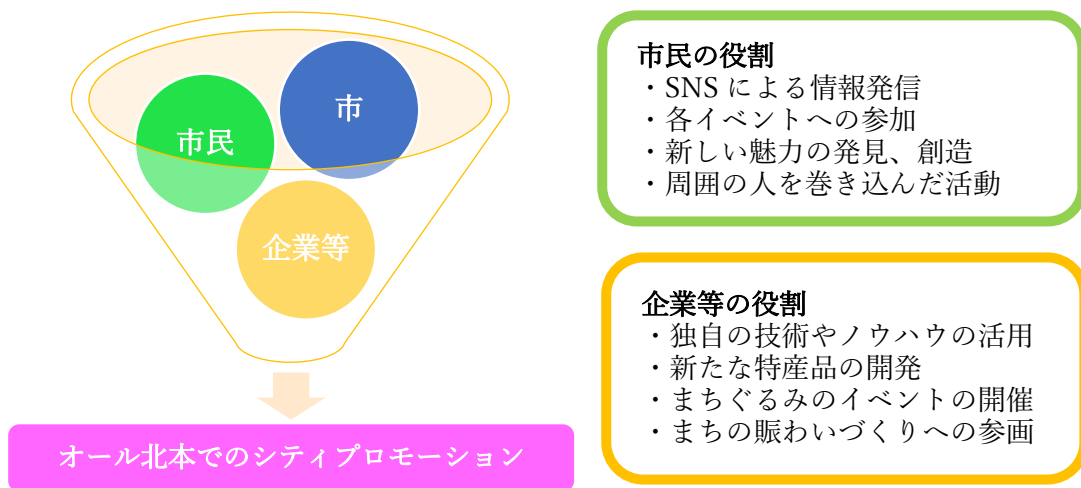 市
市民
企業等
オール北本でのシティプロモーション
市民の役割
・SNS による情報発信
・各イベントへの参加
・新しい魅力の発見、創造
・周囲の人を巻き込んだ活動
企業等の役割
・独自の技術やノウハウの活用
・新たな特産品の開発
・まちぐるみのイベントの開催
・まちの賑わいづくりへの参画